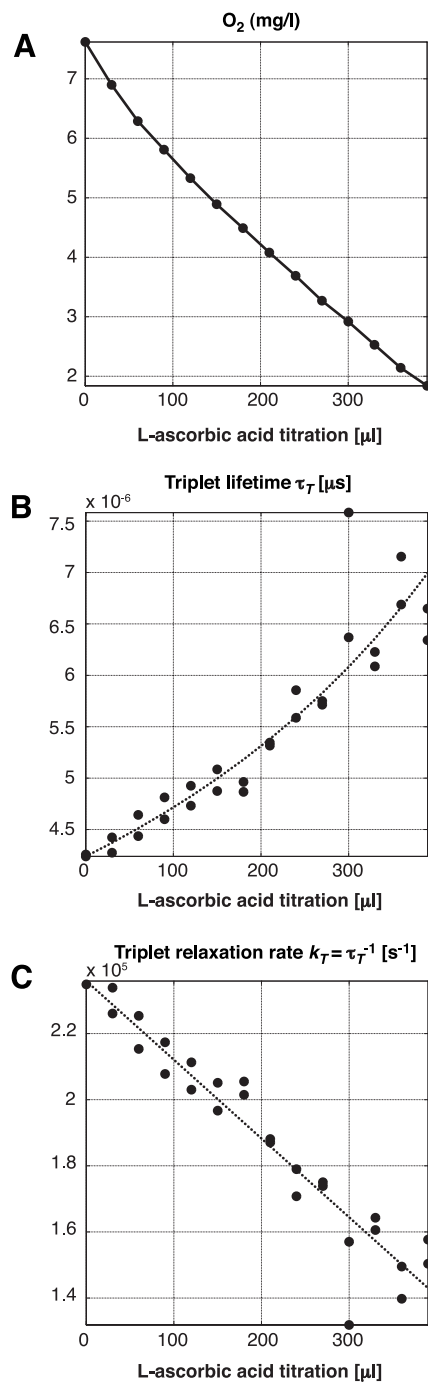 A
O₂ (mg/l)
7
6
5
4
3
2
0 100 200 300
L-ascorbic acid titration [µl]
B
Triplet lifetime τ_T [µs]
x 10⁻⁶
7.5
7
6.5
6
5.5
5
4.5
0 100 200 300
L-ascorbic acid titration [µl]
C
Triplet relaxation rate k_T = τ_T⁻¹ [s⁻¹]
x 10⁵
2.2
2
1.8
1.6
1.4
0 100 200 300
L-ascorbic acid titration [µl]